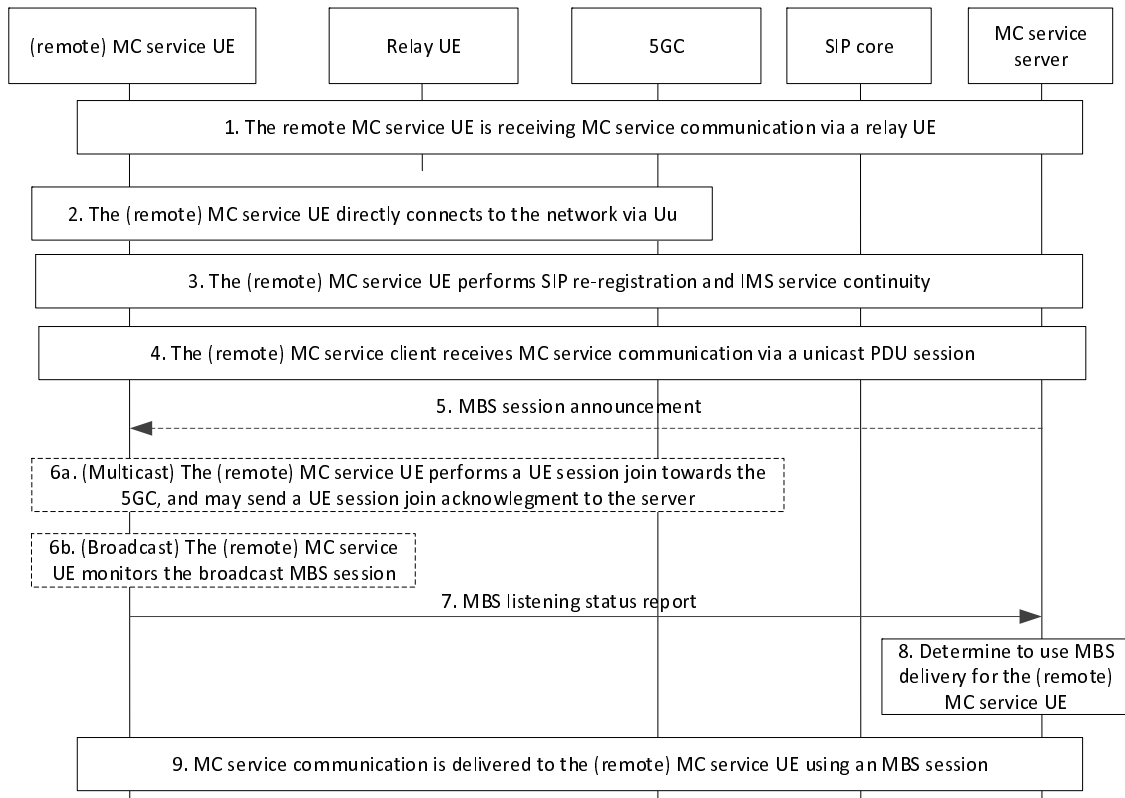 (remote) MC service UE
Relay UE
5GC
SIP core
MC service
server
1. The remote MC service UE is receiving MC service communication via a relay UE
2. The (remote) MC service UE directly connects to the network via Uu
3. The (remote) MC service UE performs SIP re-registration and IMS service continuity
4. The (remote) MC service client receives MC service communication via a unicast PDU session
5. MBS session announcement
6a. (Multicast) The (remote) MC service UE performs a UE session join towards the
5GC, and may send a UE session join acknowlegment to the server
6b. (Broadcast) The (remote) MC service
UE monitors the broadcast MBS session
7. MBS listening status report
8. Determine to use MBS
delivery for the (remote)
MC service UE
9. MC service communication is delivered to the (remote) MC service UE using an MBS session